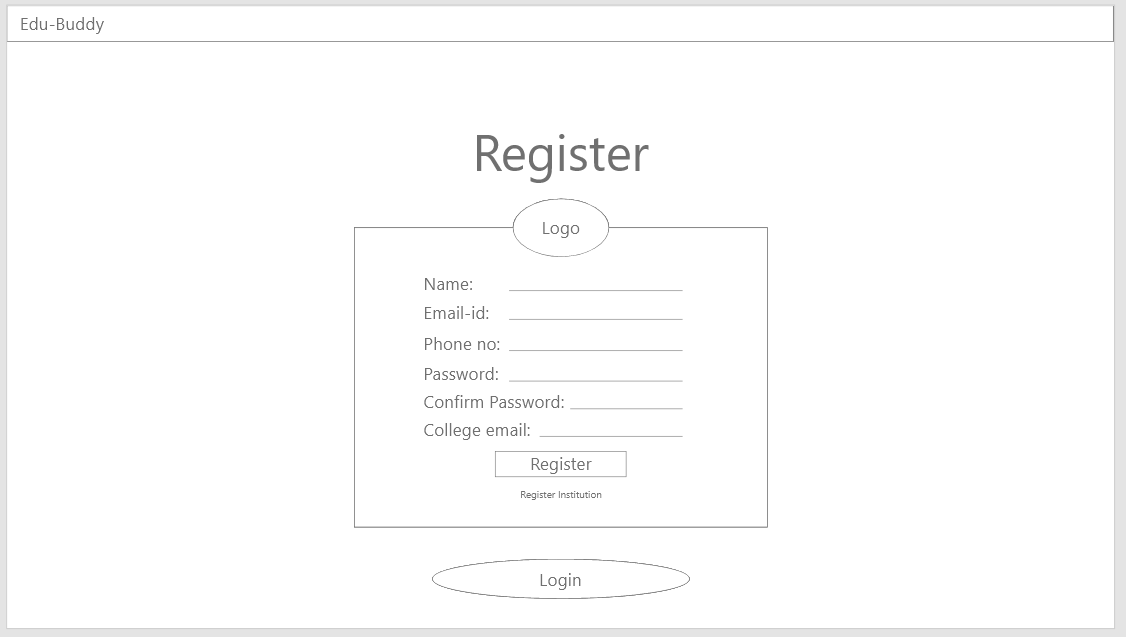 Edu-Buddy
Register
Logo
Name:
Email-id:
Phone no:
Password:
Confirm Password:
College email:
Register
Register Institution
Login